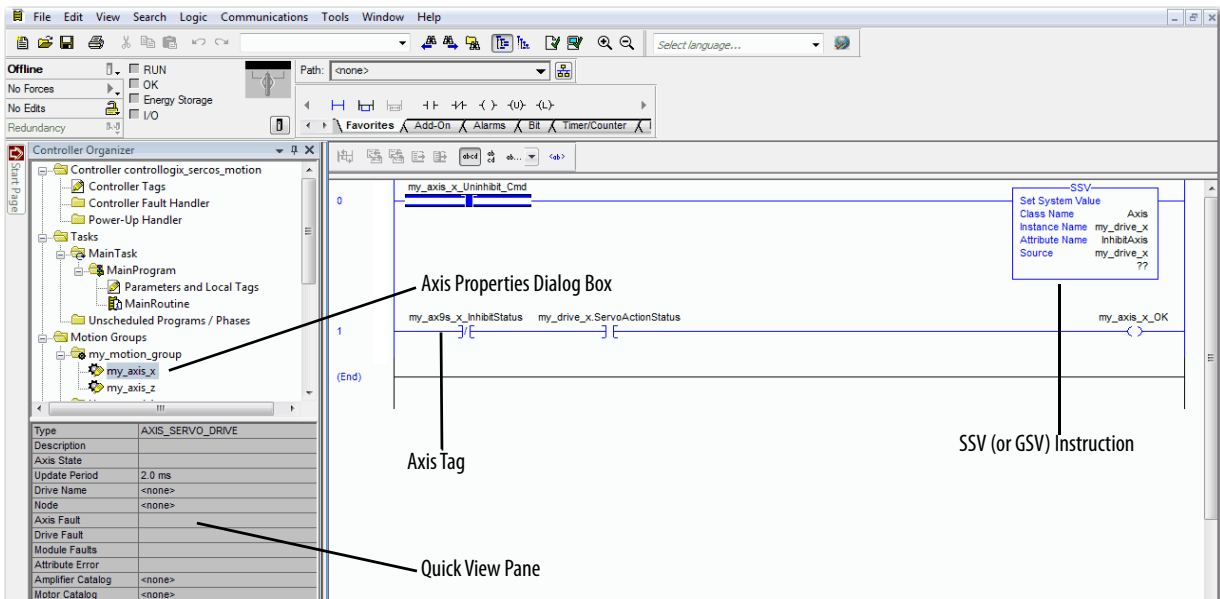 File Edit View Search Logic Communications Tools Window Help
Select language...
Offline
RUN
Path: <none>
No Forces
OK
Energy Storage
No Edits
I/O
Redundancy
Favorites Add-On Alarms Bit Timer/Counter
Start Page
Controller Organizer
Controller controllogix_sercos_motion
Controller Tags
Controller Fault Handler
Power-Up Handler
Tasks
MainTask
MainProgram
Parameters and Local Tags
MainRoutine
Unscheduled Programs / Phases
Motion Groups
my_motion_group
my_axis_x
my_axis_z
Type AXIS_SERVO_DRIVE
Description
Axis State
Update Period 2.0 ms
Drive Name <none>
Node <none>
Axis Fault
Drive Fault
Module Faults
Attribute Error
Amplifier Catalog <none>
Motor Catalog <none>
abcd
ab...
<ab>
0
my_axis_x_Uninhibit_Cmd
SSV
Set System Value
Class Name Axis
Instance Name my_drive_x
Attribute Name InhibitAxis
Source my_drive_x
??
Axis Properties Dialog Box
1
my_ax9s_x_InhibitStatus my_drive_x.ServoActionStatus my_axis_x_OK
(End)
Axis Tag
SSV (or GSV) Instruction
Quick View Pane